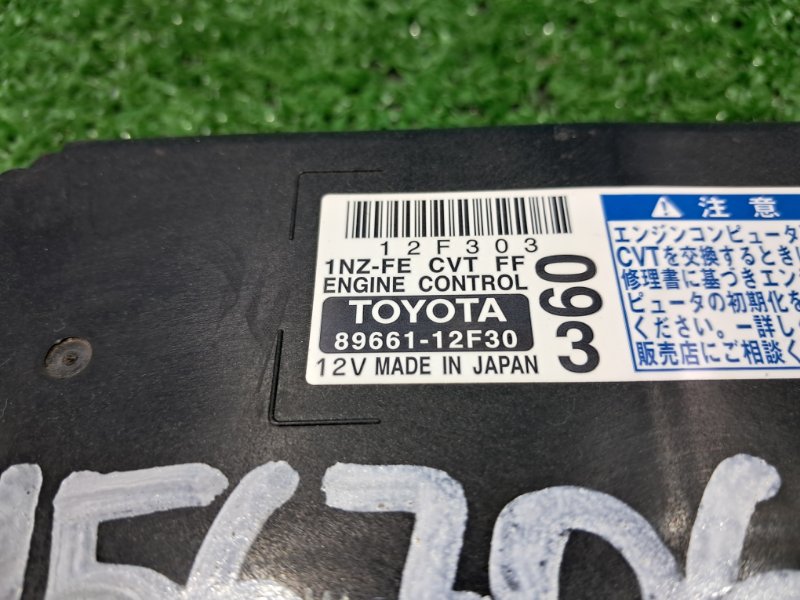 12F303
1NZ-FE CVT FF
ENGINE CONTROL
TOYOTA
89661-12F30
12V MADE IN JAPAN
360
注意
エンジンコンピュータ
CVTを交換するときは
修理書に基づきエンジ
ピュータの初期化を
ください。一詳し
販売店にご相談く
156706